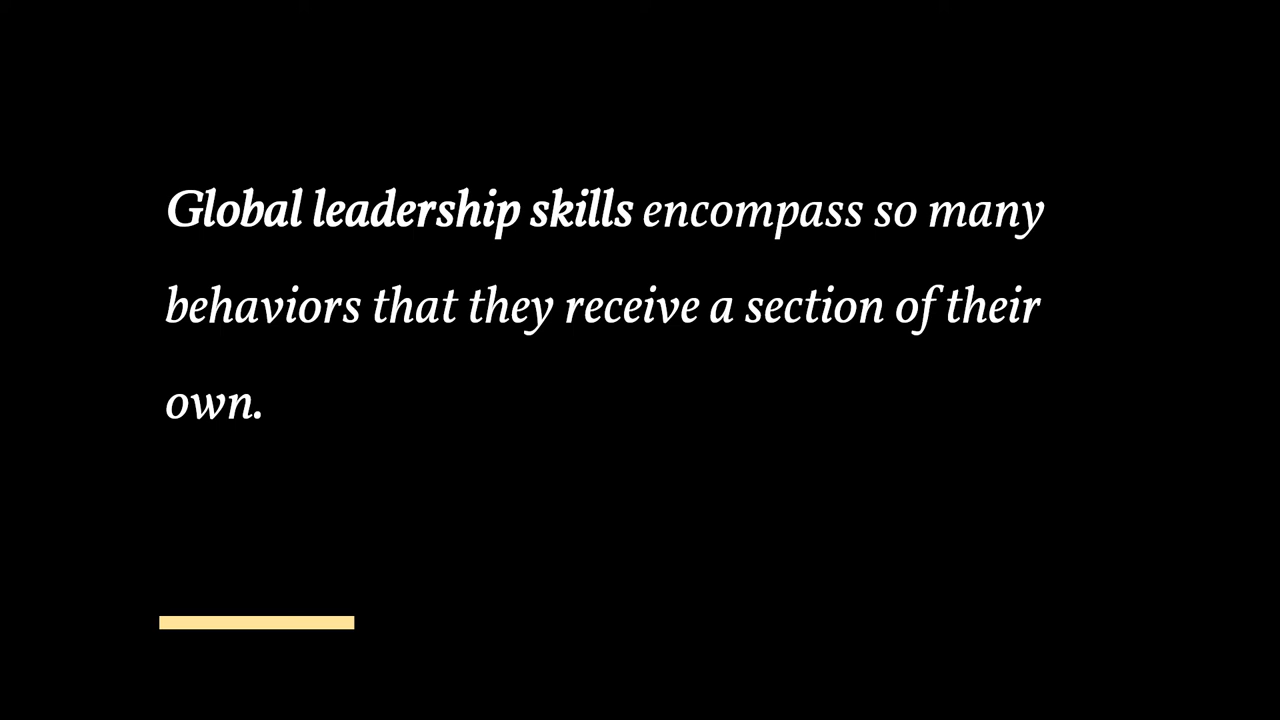 Global leadership skills encompass so many
behaviors that they receive a section of their
own.